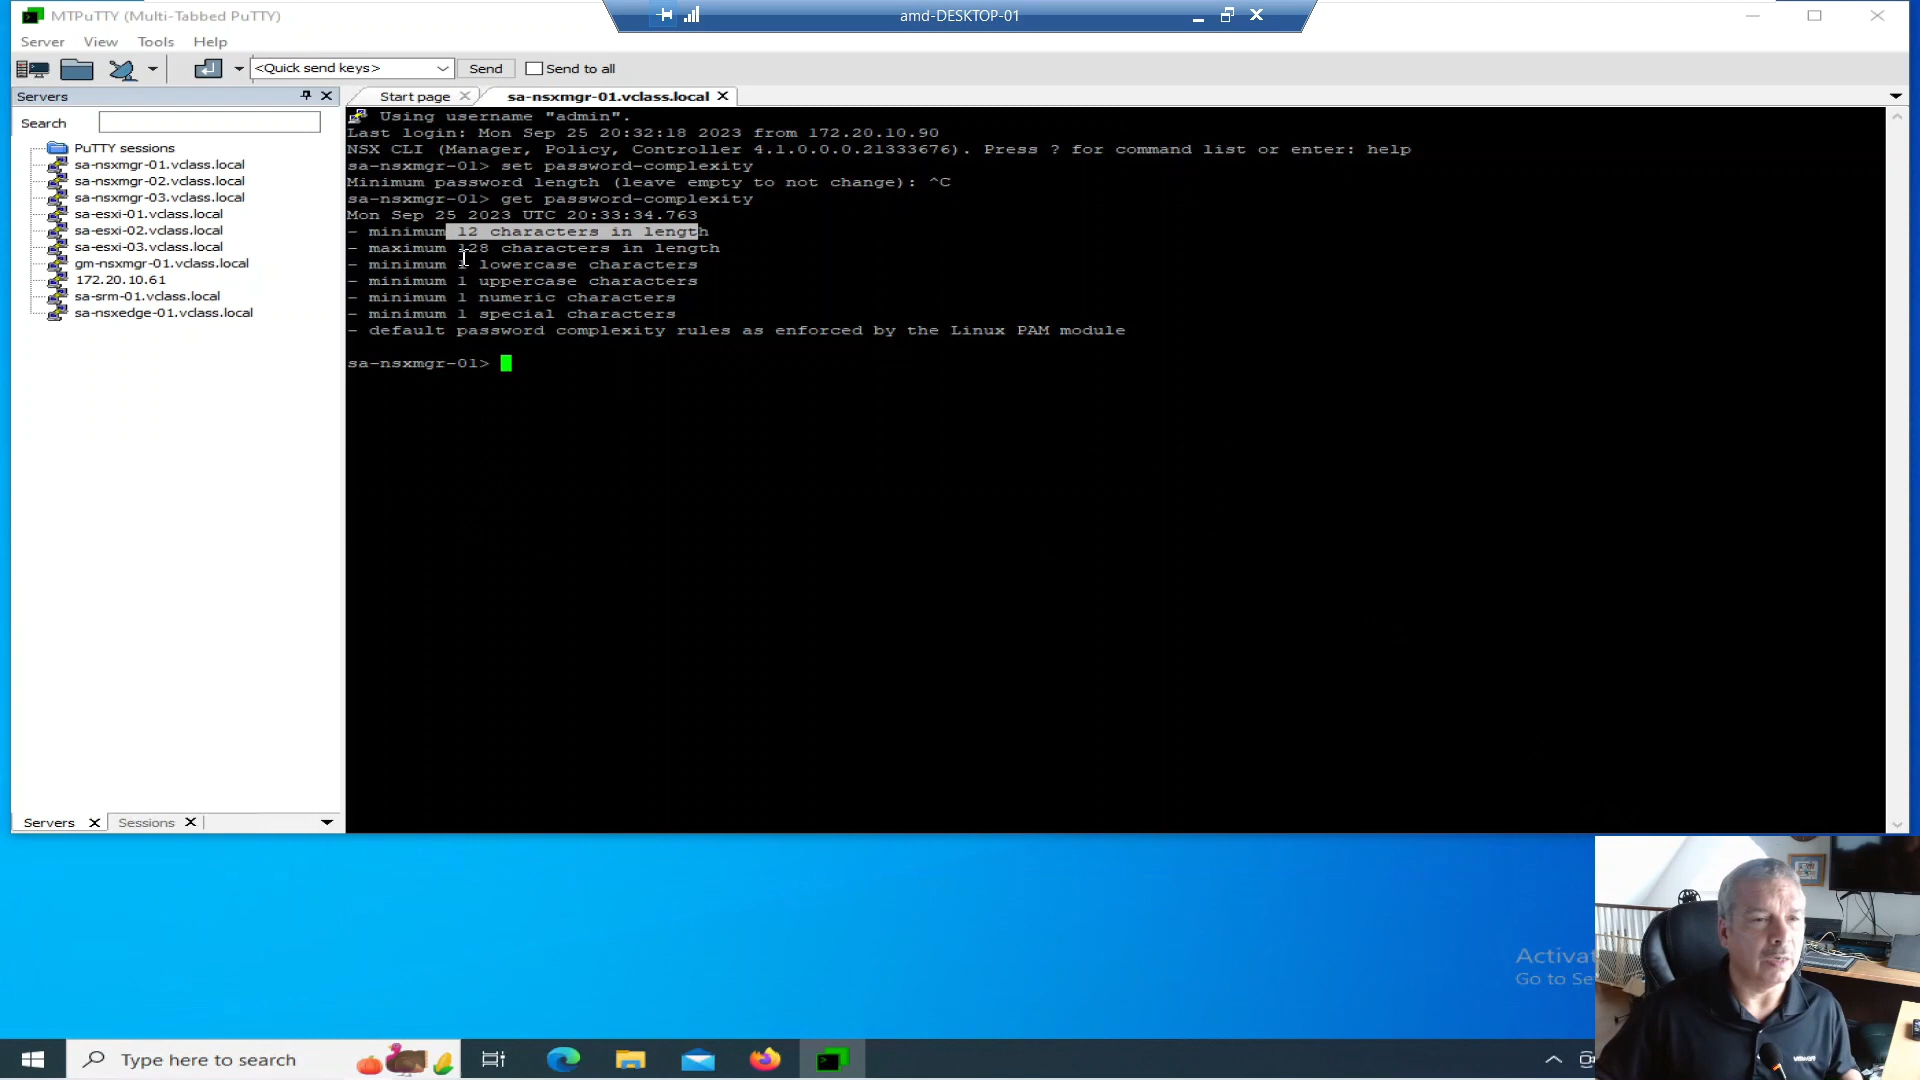 MTPuTTY (Multi-Tabbed PuTTY)
amd-DESKTOP-01
Server View Tools Help
<Quick send keys>
Send
Send to all
Servers
Start page
sa-nsxmgr-01.vclass.local
Search
PuTTY sessions
sa-nsxmgr-01.vclass.local
sa-nsxmgr-02.vclass.local
sa-nsxmgr-03.vclass.local
sa-esxi-01.vclass.local
sa-esxi-02.vclass.local
sa-esxi-03.vclass.local
gm-nsxmgr-01.vclass.local
172.20.10.61
sa-srm-01.vclass.local
sa-nsxedge-01.vclass.local
Using username "admin".
Last login: Mon Sep 25 20:32:18 2023 from 172.20.10.90
NSX CLI (Manager, Policy, Controller 4.1.0.0.0.21333676). Press ? for command list or enter: help
sa-nsxmgr-01> set password-complexity
Minimum password length (leave empty to not change): ^C
sa-nsxmgr-01> get password-complexity
Mon Sep 25 2023 UTC 20:33:34.763
- minimum 12 characters in length
- maximum 128 characters in length
- minimum 1 lowercase characters
- minimum 1 uppercase characters
- minimum 1 numeric characters
- minimum 1 special characters
- default password complexity rules as enforced by the Linux PAM module
sa-nsxmgr-01>
Servers
Sessions
Activat
Go to Se
Type here to search